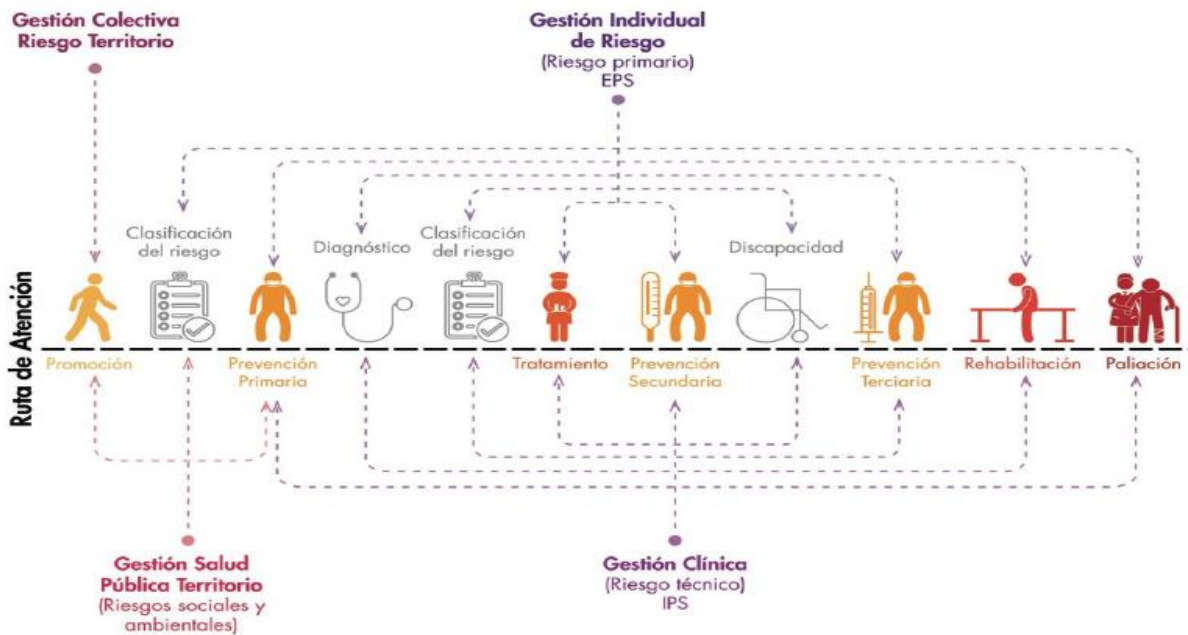 Gestión Colectiva
Riesgo Territorio
Gestión Individual
de Riesgo
(Riesgo primario)
EPS
Clasificación
del riesgo
Diagnóstico
Clasificación
del riesgo
Discapacidad
Ruta de Atención
Promoción
Prevención
Primaria
Tratamiento
Prevención
Secundaria
Prevención
Terciaria
Rehabilitación
Paliación
Gestión Salud
Pública Territorio
(Riesgos sociales y
ambientales)
Gestión Clínica
(Riesgo técnico)
IPS